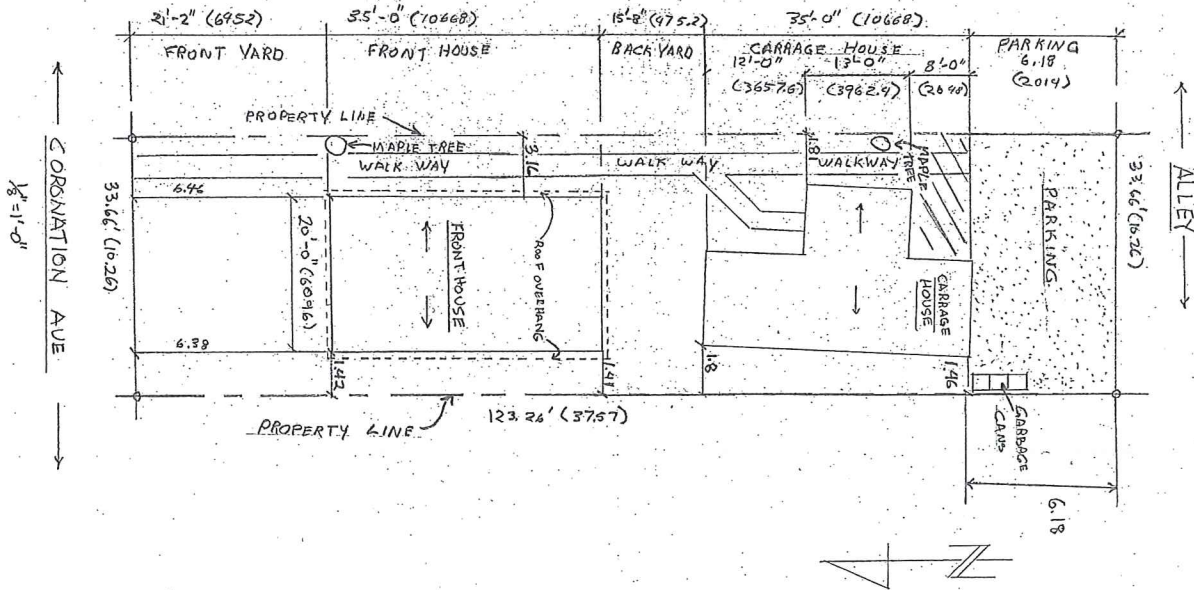 21'-2" (6952)
35'-0" (10668)
15'-8" (975.2)
35'-0" (10668)
FRONT YARD
FRONT HOUSE
BACK YARD
CARRAGE HOUSE
PARKING
6.18
(2014)
12'-0"
(3657.6)
13'-0"
(3962.4)
8'-0"
PROPERTY LINE
MAPLE TREE
WALK WAY
3.16
WALK WAY
1.81
WALKWAY
MAPLE
TREE
6.46
20'-0" (6096)
6.38
FRONT HOUSE
ROOF OVERHANG
CARRAGE
HOUSE
PARKING
1.42
1.41
1.8
1.46
GARBAGE
CANS
PROPERTY LINE
123.26' (37.57)
33.66' (10.26)
33.66' (10.26)
6.18
CORONATION AVE
1/8"=1'-0"
ALLEY
N